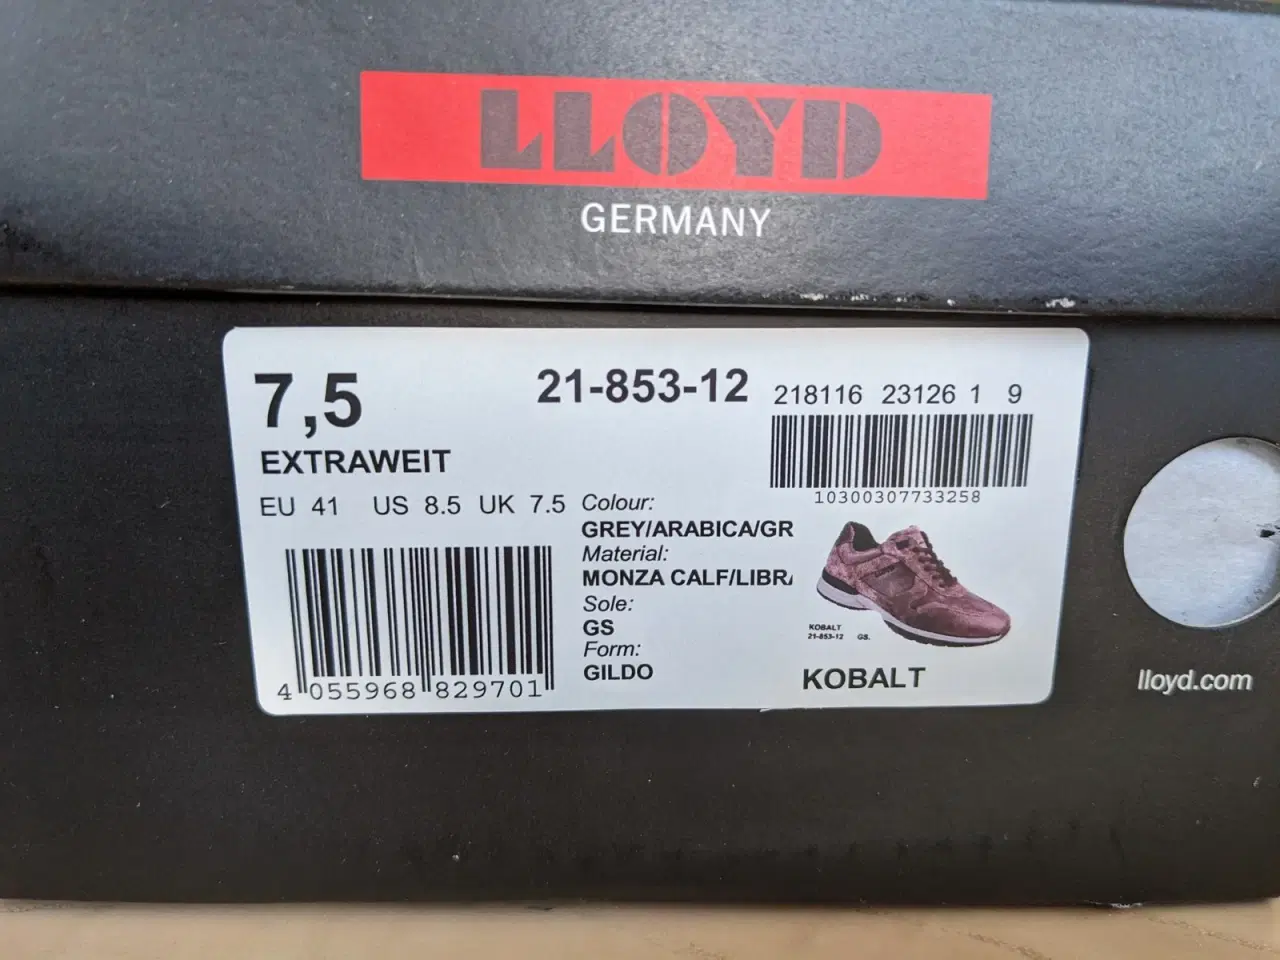 LLOYD
GERMANY
7,5
21-853-12
218116 23126 1 9
EXTRAWEIT
10300307733258
EU 41 US 8.5 UK 7.5
Colour:
GREY/ARABICA/GR
Material:
MONZA CALF/LIBR
Sole:
GS
Form:
GILDO
4 055968 829701
KOBALT
21-853-12 GS.
KOBALT
lloyd.com